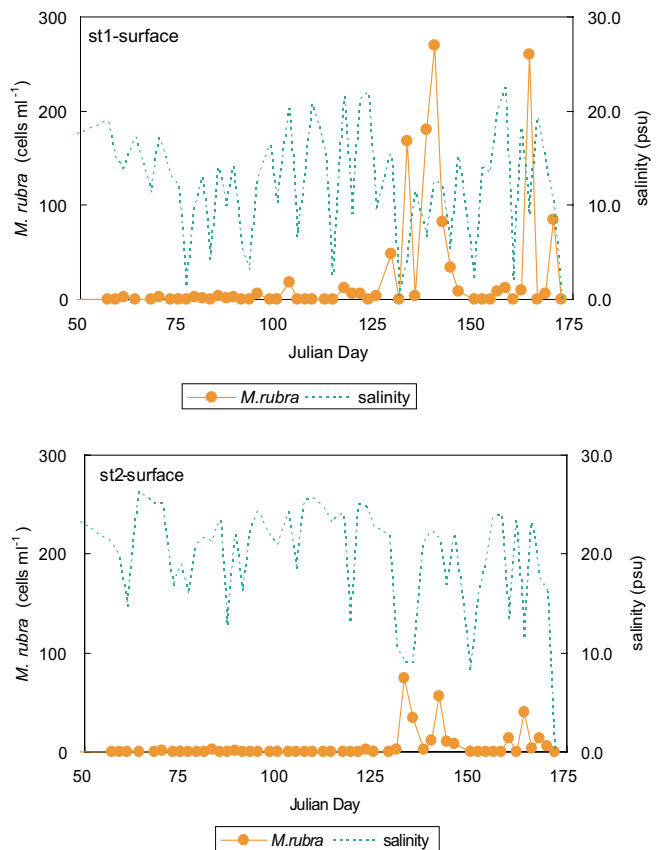 st1-surface
300
200
100
0
M. rubra (cells ml⁻¹)
30.0
20.0
10.0
0.0
salinity (psu)
50 75 100 125 150 175
Julian Day
M.rubra salinity
st2-surface
300
200
100
0
M. rubra (cells ml⁻¹)
30.0
20.0
10.0
0.0
salinity (psu)
50 75 100 125 150 175
Julian Day
M.rubra salinity